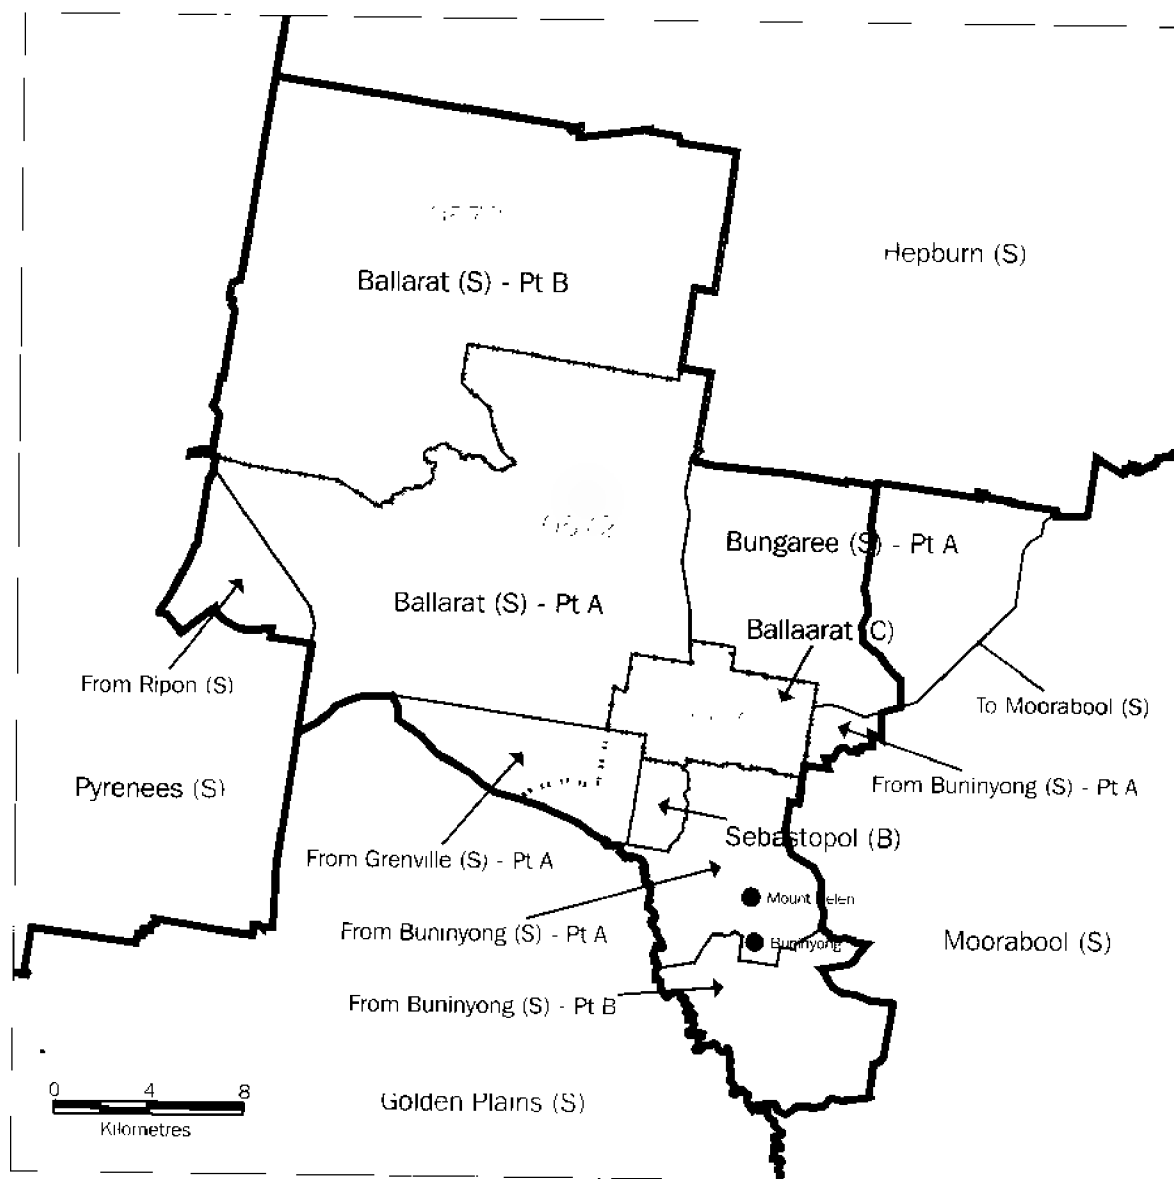 Hepburn (S)
Ballarat (S) - Pt B
Bungaree (S) - Pt A
Ballarat (S) - Pt A
Ballaarat (C)
From Ripon (S)
To Moorabool (S)
Pyrenees (S)
From Buninyong (S) - Pt A
Sebastopol (B)
From Grenville (S) - Pt A
Mount Helen
From Buninyong (S) - Pt A
Buninyong
Moorabool (S)
From Buninyong (S) - Pt B
0 4 8
Kilometres
Golden Plains (S)